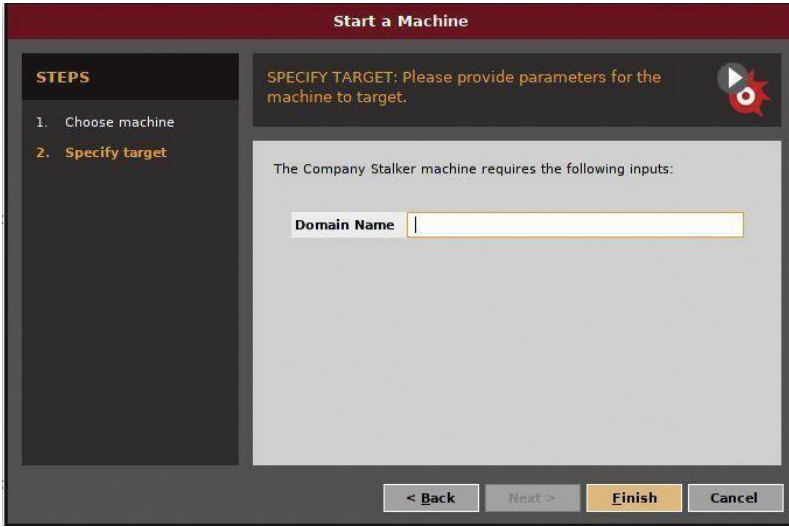 Start a Machine
STEPS
1. Choose machine
2. Specify target
SPECIFY TARGET: Please provide parameters for the
machine to target.
The Company Stalker machine requires the following inputs:
Domain Name
< Back
Next >
Finish
Cancel